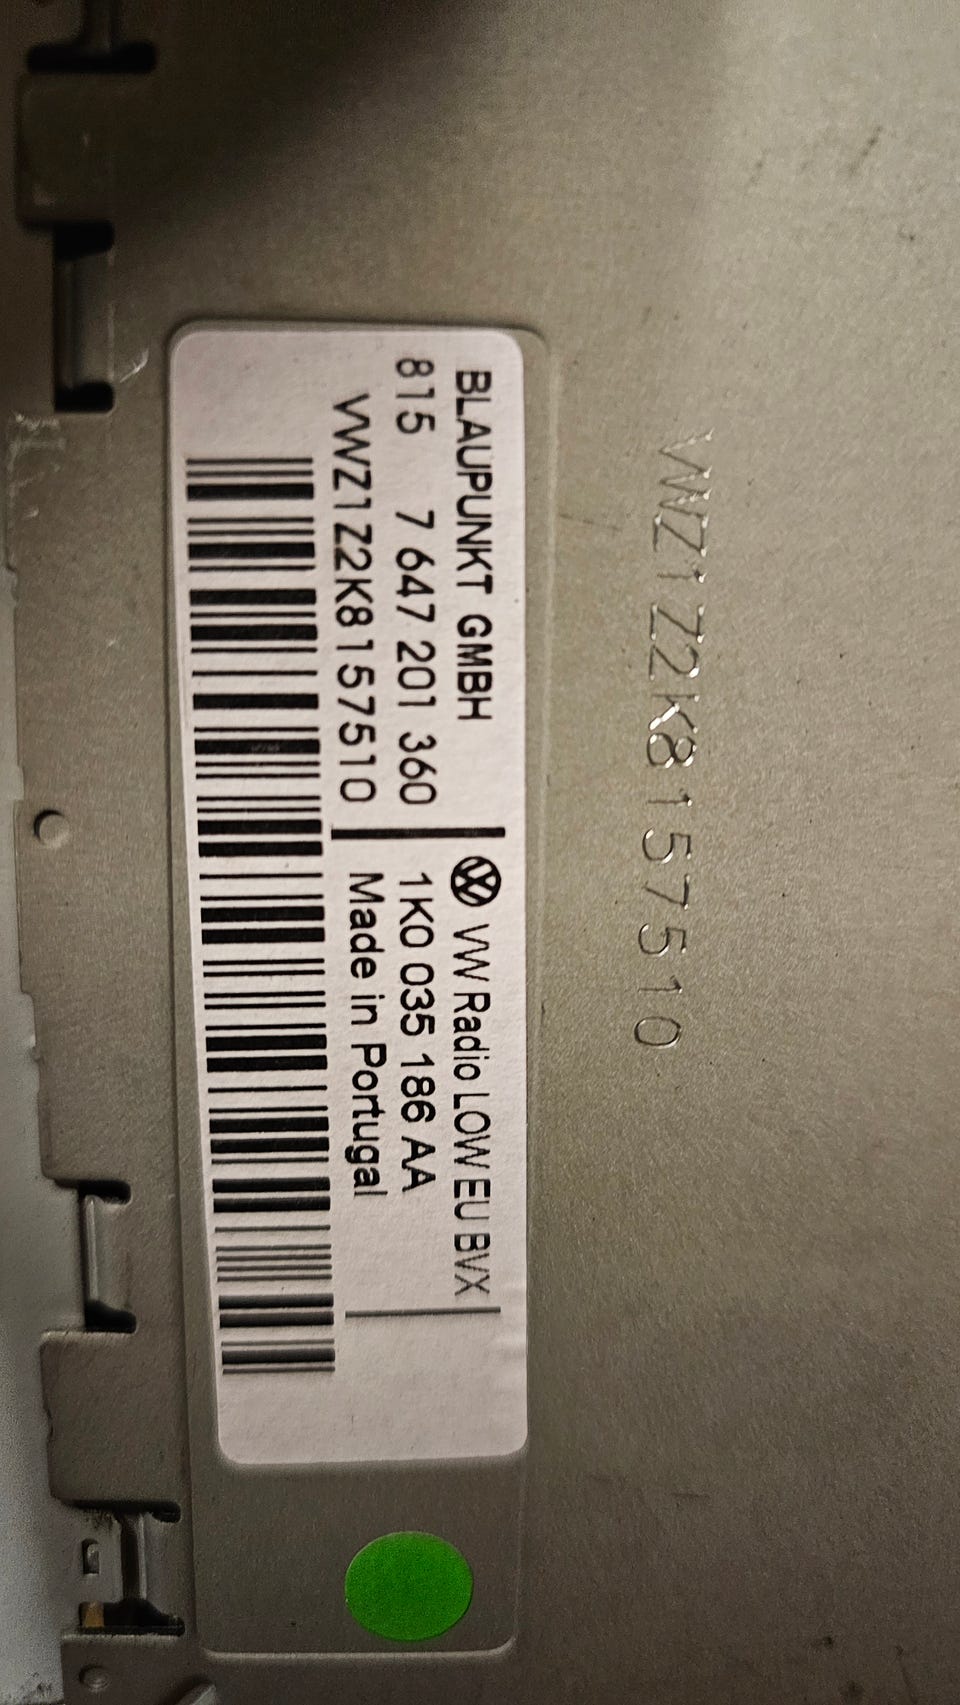 VWZ1Z2K8157510
BLAUPUNKT GMBH
815 7 647 201 360
VWZ1Z2K8157510
VW Radio LOW EU BVX
1K0 035 186 AA
Made in Portugal